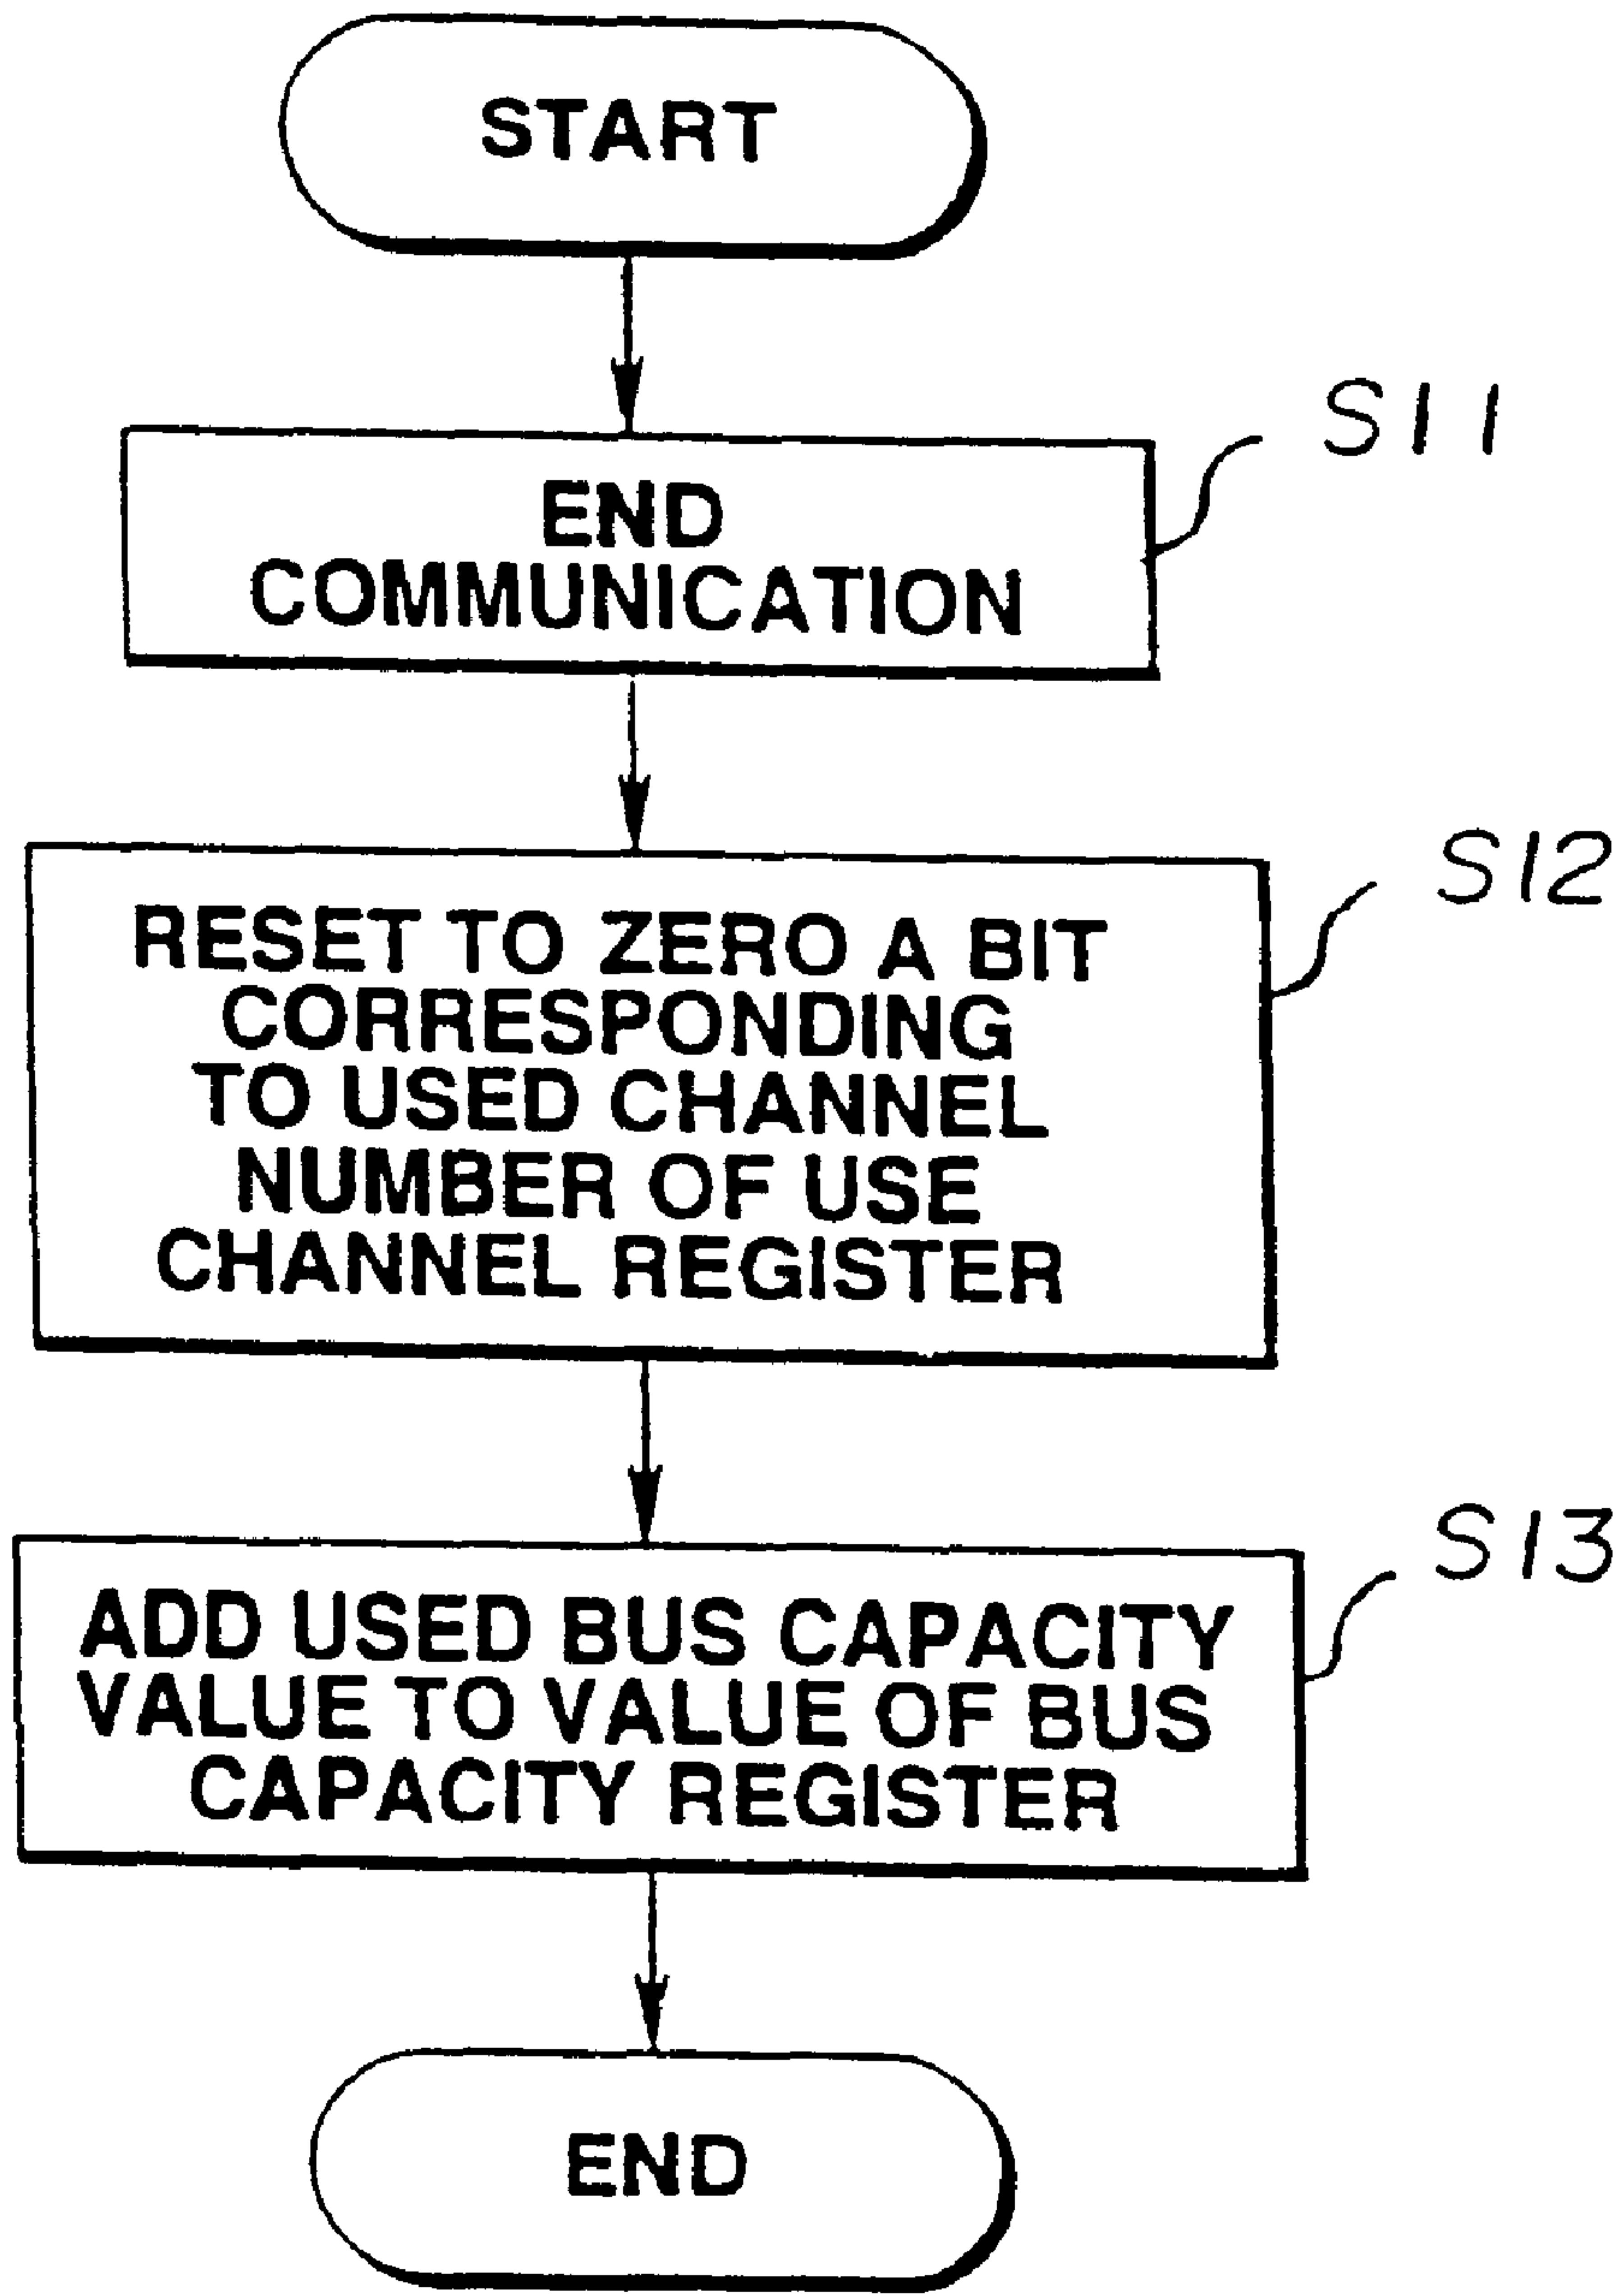 START
S11
END
COMMUNICATION
S12
RESET TO ZERO A BIT
CORRESPONDING
TO USED CHANNEL
NUMBER OF USE
CHANNEL REGISTER
S13
ADD USED BUS CAPACITY
VALUE TO VALUE OF BUS
CAPACITY REGISTER
END